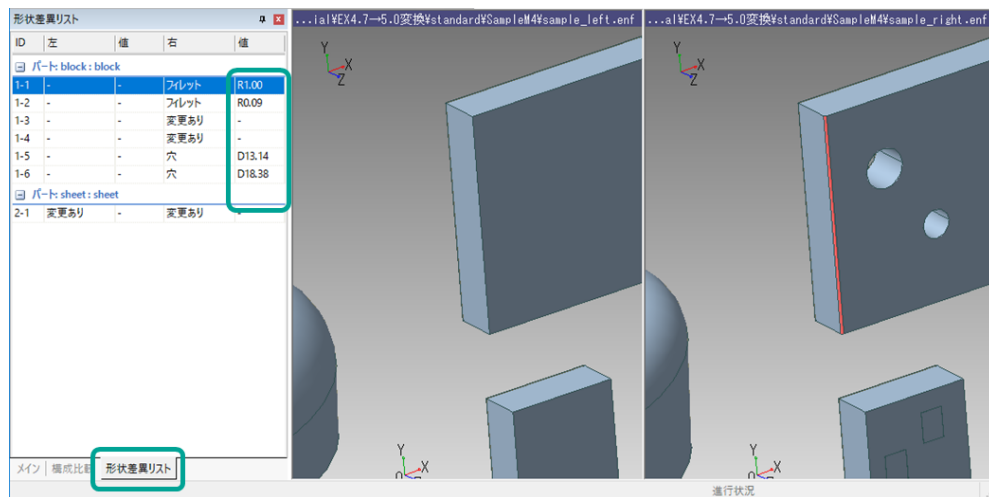 形状差異リスト
...ial¥EX4.7→5.0変換¥standard¥SampleM4¥sample_left.enf
...al¥EX4.7→5.0変換¥standard¥SampleM4¥sample_right.enf
ID 左 値 右 値
パート: block : block
1-1 - - フィレット R1.00
1-2 - - フィレット R0.09
1-3 - - 変更あり -
1-4 - - 変更あり -
1-5 - - 穴 D13.14
1-6 - - 穴 D18.38
パート: sheet : sheet
2-1 変更あり - 変更あり -
Y X Z
Y X Z
Y X
Y X
メイン 構成比較 形状差異リスト
進行状況